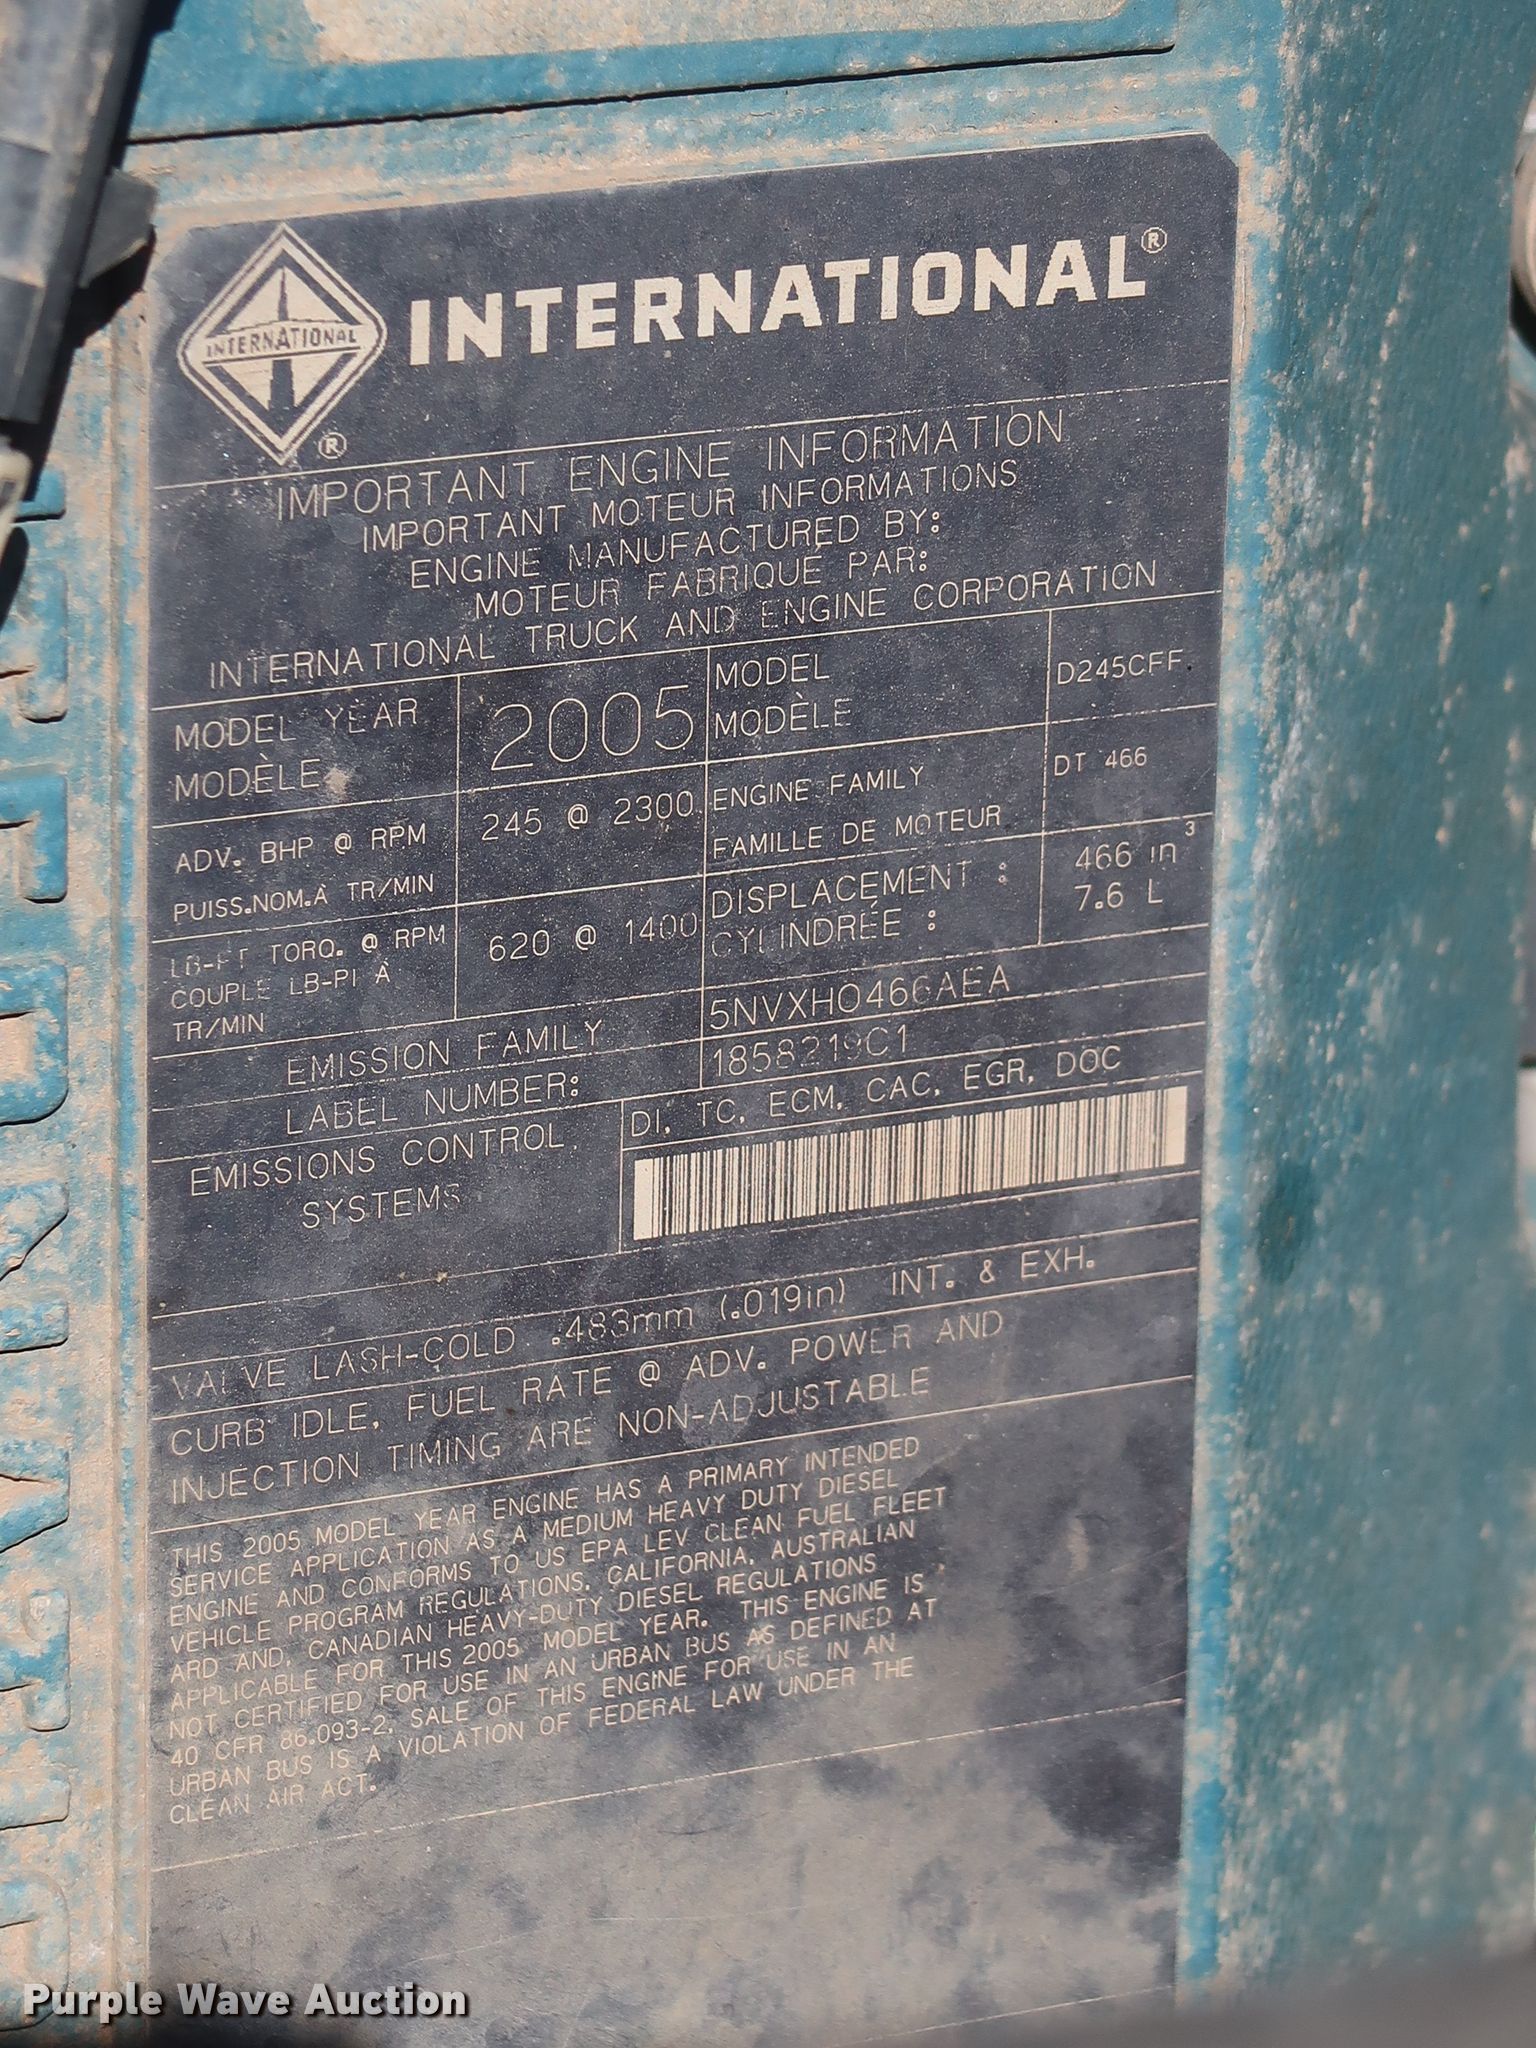 INTERNATIONAL®
INTERNATIONAL
®
IMPORTANT ENGINE INFORMATION
IMPORTANT MOTEUR INFORMATIONS
ENGINE MANUFACTURED BY:
MOTEUR FABRIQUÉ PAR:
INTERNATIONAL TRUCK AND ENGINE CORPORATION
MODEL YEAR
MODÈLE
2005
MODEL
MODÈLE
D245CFF
ADV. BHP @ RPM
PUISS.NOM.À TR/MIN
245 @ 2300
ENGINE FAMILY
FAMILLE DE MOTEUR
DT 466
LB-FT TORQ. @ RPM
COUPLE LB-PI À
TR/MIN
620 @ 1400
DISPLACEMENT :
CYLINDRÉE :
466 in³
7.6 L
EMISSION FAMILY
5NVXH0466AEA
LABEL NUMBER:
1858219C1
EMISSIONS CONTROL
SYSTEMS
DI, TC, ECM, CAC, EGR, DOC
VALVE LASH-COLD .483mm (.019in) INT. & EXH.
CURB IDLE, FUEL RATE @ ADV. POWER AND
INJECTION TIMING ARE NON-ADJUSTABLE
THIS 2005 MODEL YEAR ENGINE HAS A PRIMARY INTENDED
SERVICE APPLICATION AS A MEDIUM HEAVY DUTY DIESEL
ENGINE AND CONFORMS TO US EPA LEV CLEAN FUEL FLEET
VEHICLE PROGRAM REGULATIONS, CALIFORNIA, AUSTRALIAN
ARD AND, CANADIAN HEAVY-DUTY DIESEL REGULATIONS
APPLICABLE FOR THIS 2005 MODEL YEAR. THIS ENGINE IS
NOT CERTIFIED FOR USE IN AN URBAN BUS AS DEFINED AT
40 CFR 86.093-2. SALE OF THIS ENGINE FOR USE IN AN
URBAN BUS IS A VIOLATION OF FEDERAL LAW UNDER THE
CLEAN AIR ACT.
Purple Wave Auction